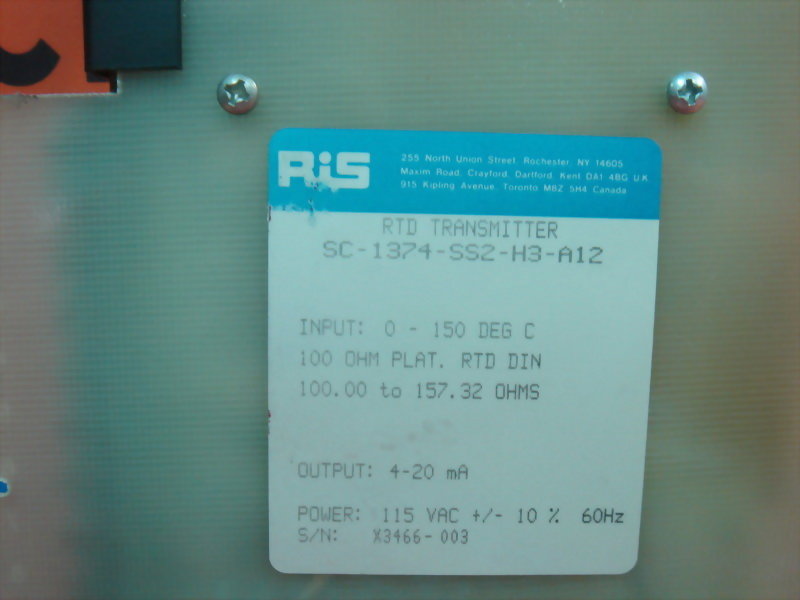 RiS
255 North Union Street, Rochester, NY 14605
Maxim Road, Crayford, Dartford, Kent DA1 4BG U.K.
915 Kipling Avenue, Toronto M8Z 5H4 Canada
RTD TRANSMITTER
SC-1374-SS2-H3-A12
INPUT: 0 - 150 DEG C
100 OHM PLAT. RTD DIN
100.00 to 157.32 OHMS
OUTPUT: 4-20 mA
POWER: 115 VAC +/- 10 % 60Hz
S/N: X3466-003